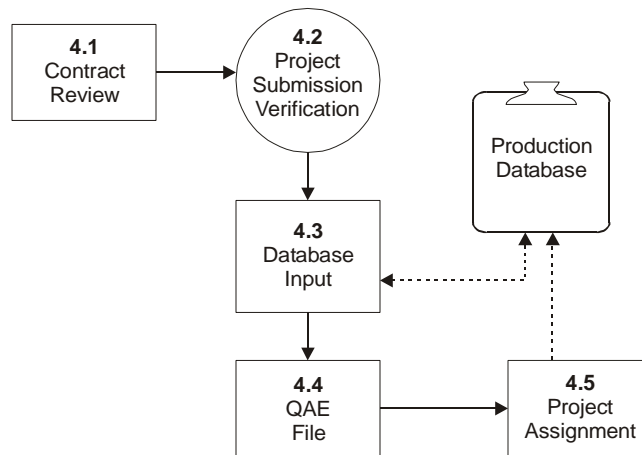 4.1
Contract
Review
4.2
Project
Submission
Verification
Production
Database
4.3
Database
Input
4.4
QAE
File
4.5
Project
Assignment